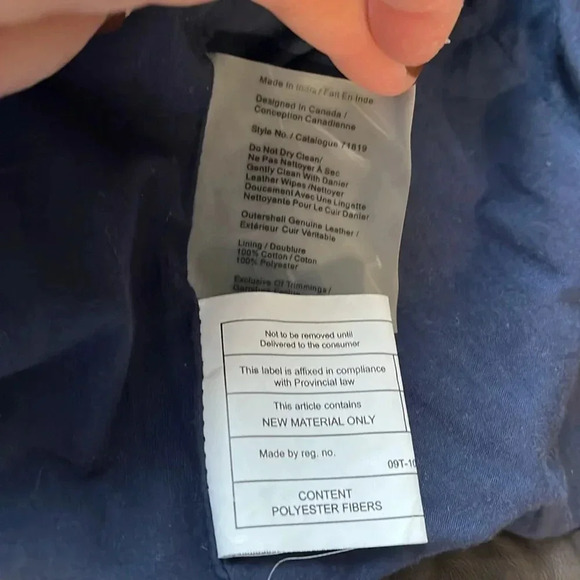 Made In India / Fait En Inde
Designed In Canada /
Conception Canadienne
Style No. / Catalogue 71619
Do Not Dry Clean/
Ne Pas Nettoyer À Sec
Gently Clean With Danier
Leather Wipes /Nettoyer
Doucement Avec Une Lingette
Nettoyante Pour Le Cuir Danier
Outershell Genuine Leather /
Extérieur Cuir Véritable
Lining / Doublure
100% Cotton / Coton
100% Polyester
Exclusive Of Trimmings /
Not to be removed until
Delivered to the consumer
This label is affixed in compliance
with Provincial law
This article contains
NEW MATERIAL ONLY
Made by reg. no.
09T-10
CONTENT
POLYESTER FIBERS